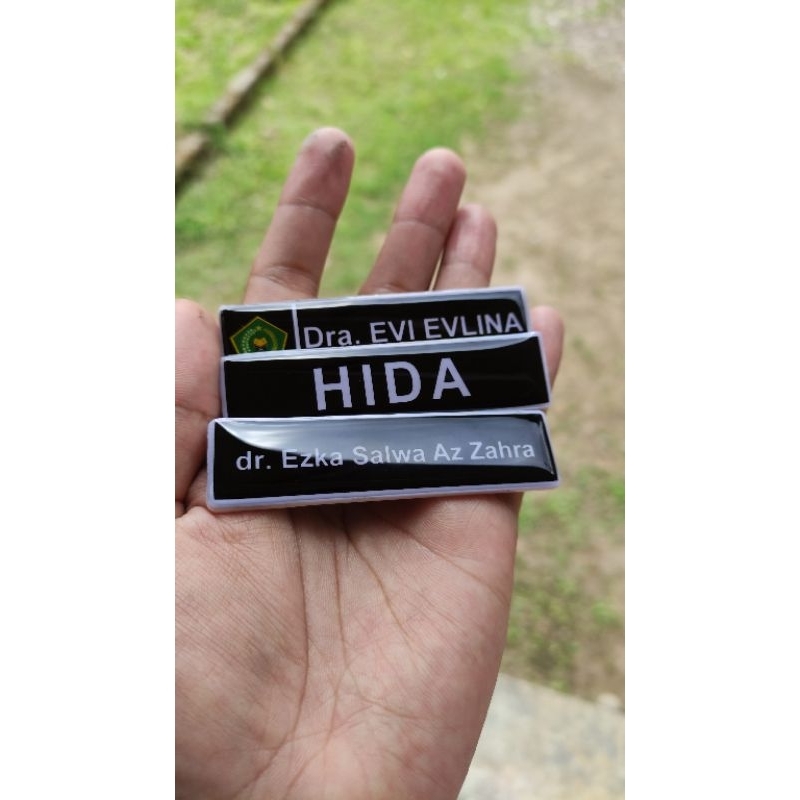 Dra. EVI EVLINA
HIDA
dr. Ezka Salwa Az Zahra